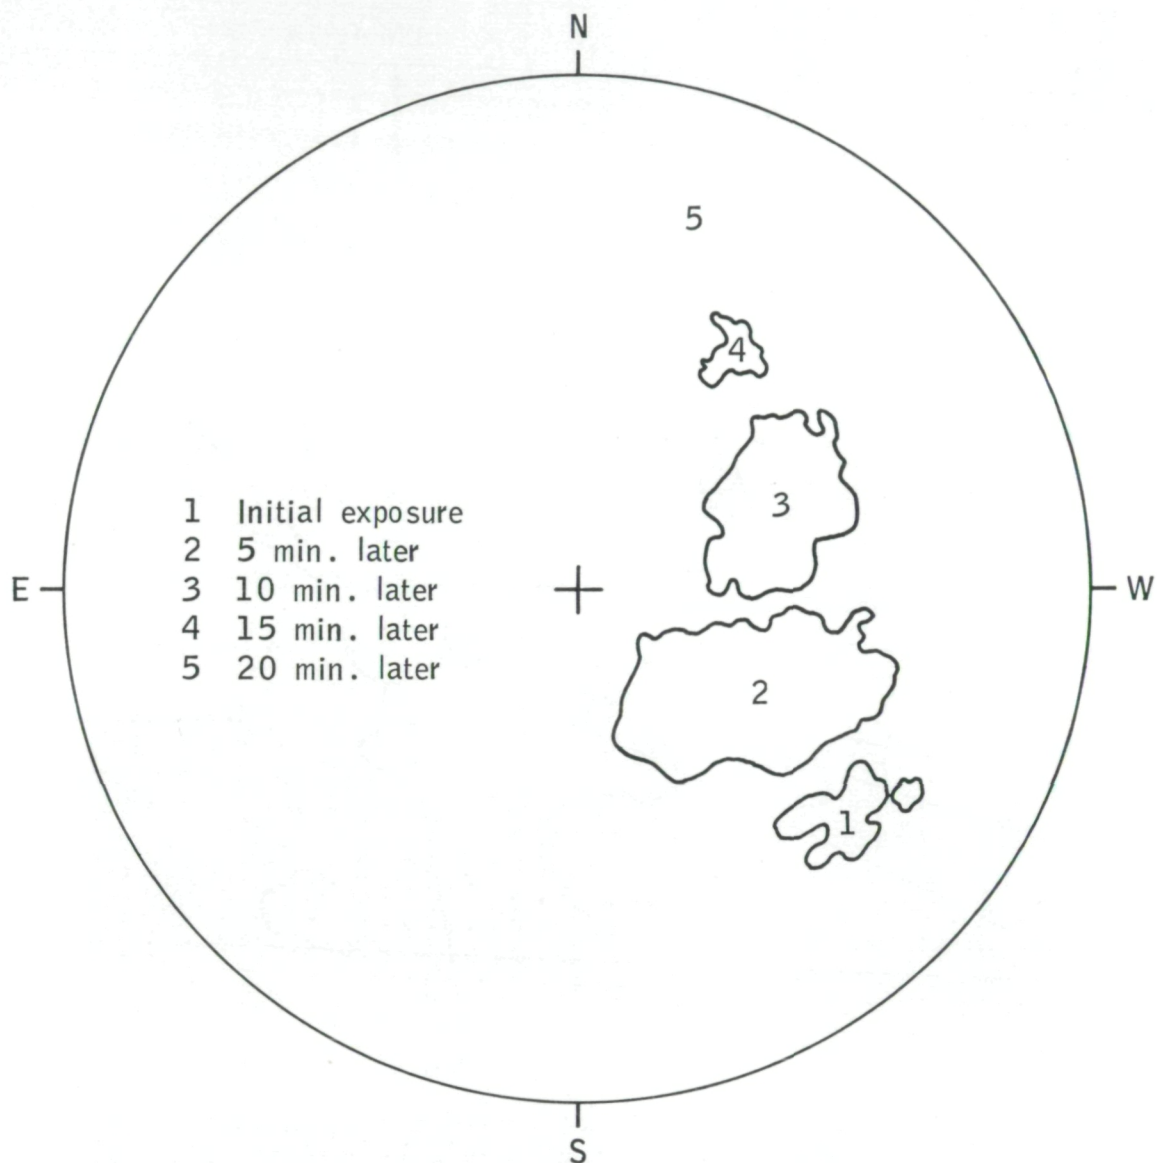 N
5
4
3
1 Initial exposure
2 5 min. later
E
3 10 min. later
W
4 15 min. later
5 20 min. later
2
1
S